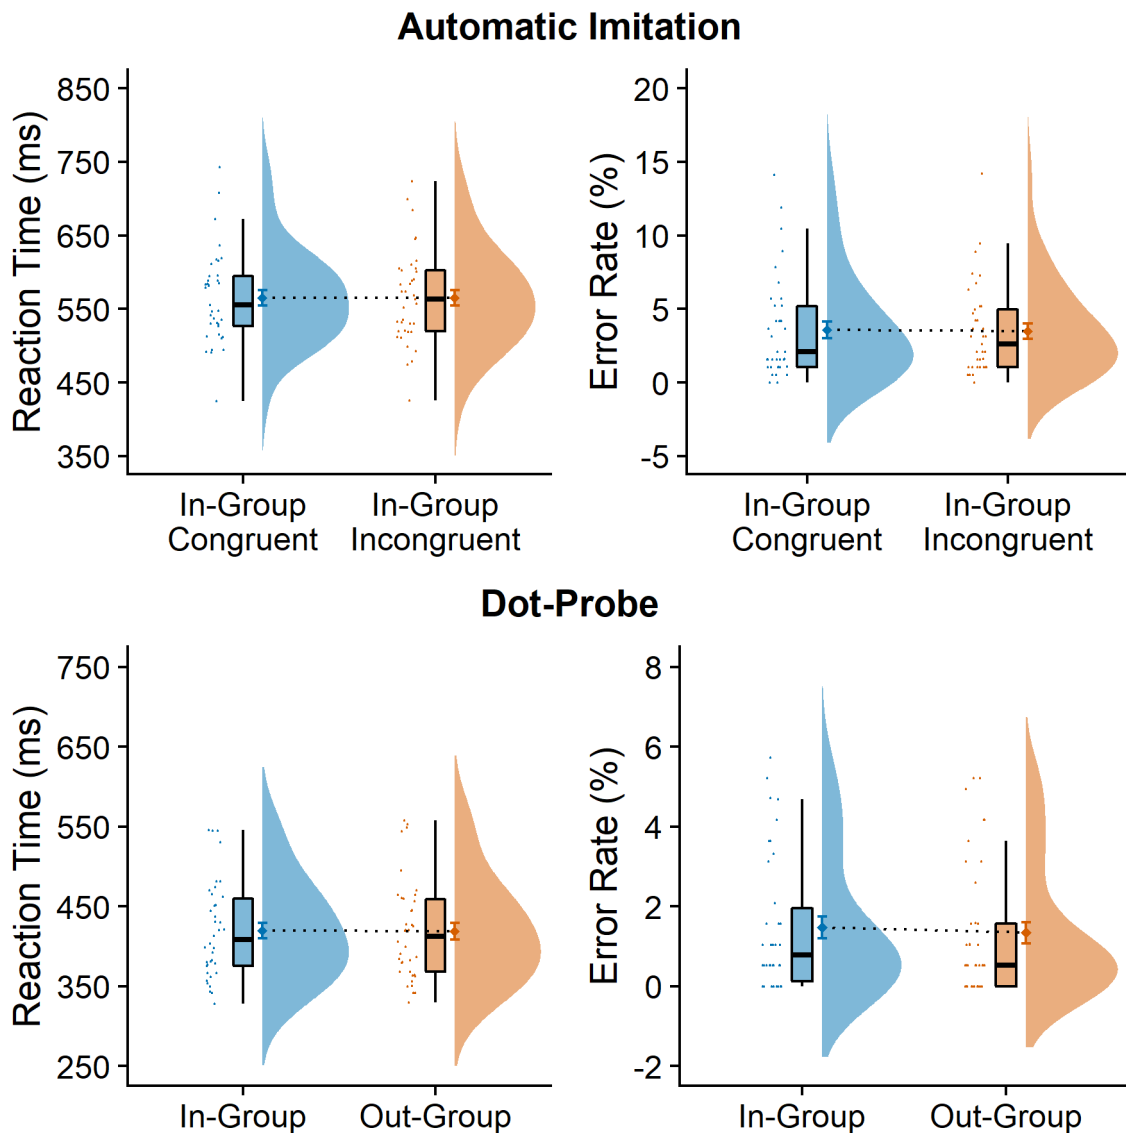 Automatic Imitation
Reaction Time (ms)
850
750
650
550
450
350
In-Group
Congruent
In-Group
Incongruent
Error Rate (%)
20
15
10
5
0
-5
In-Group
Congruent
In-Group
Incongruent
Dot-Probe
Reaction Time (ms)
750
650
550
450
350
250
In-Group
Out-Group
Error Rate (%)
8
6
4
2
0
-2
In-Group
Out-Group